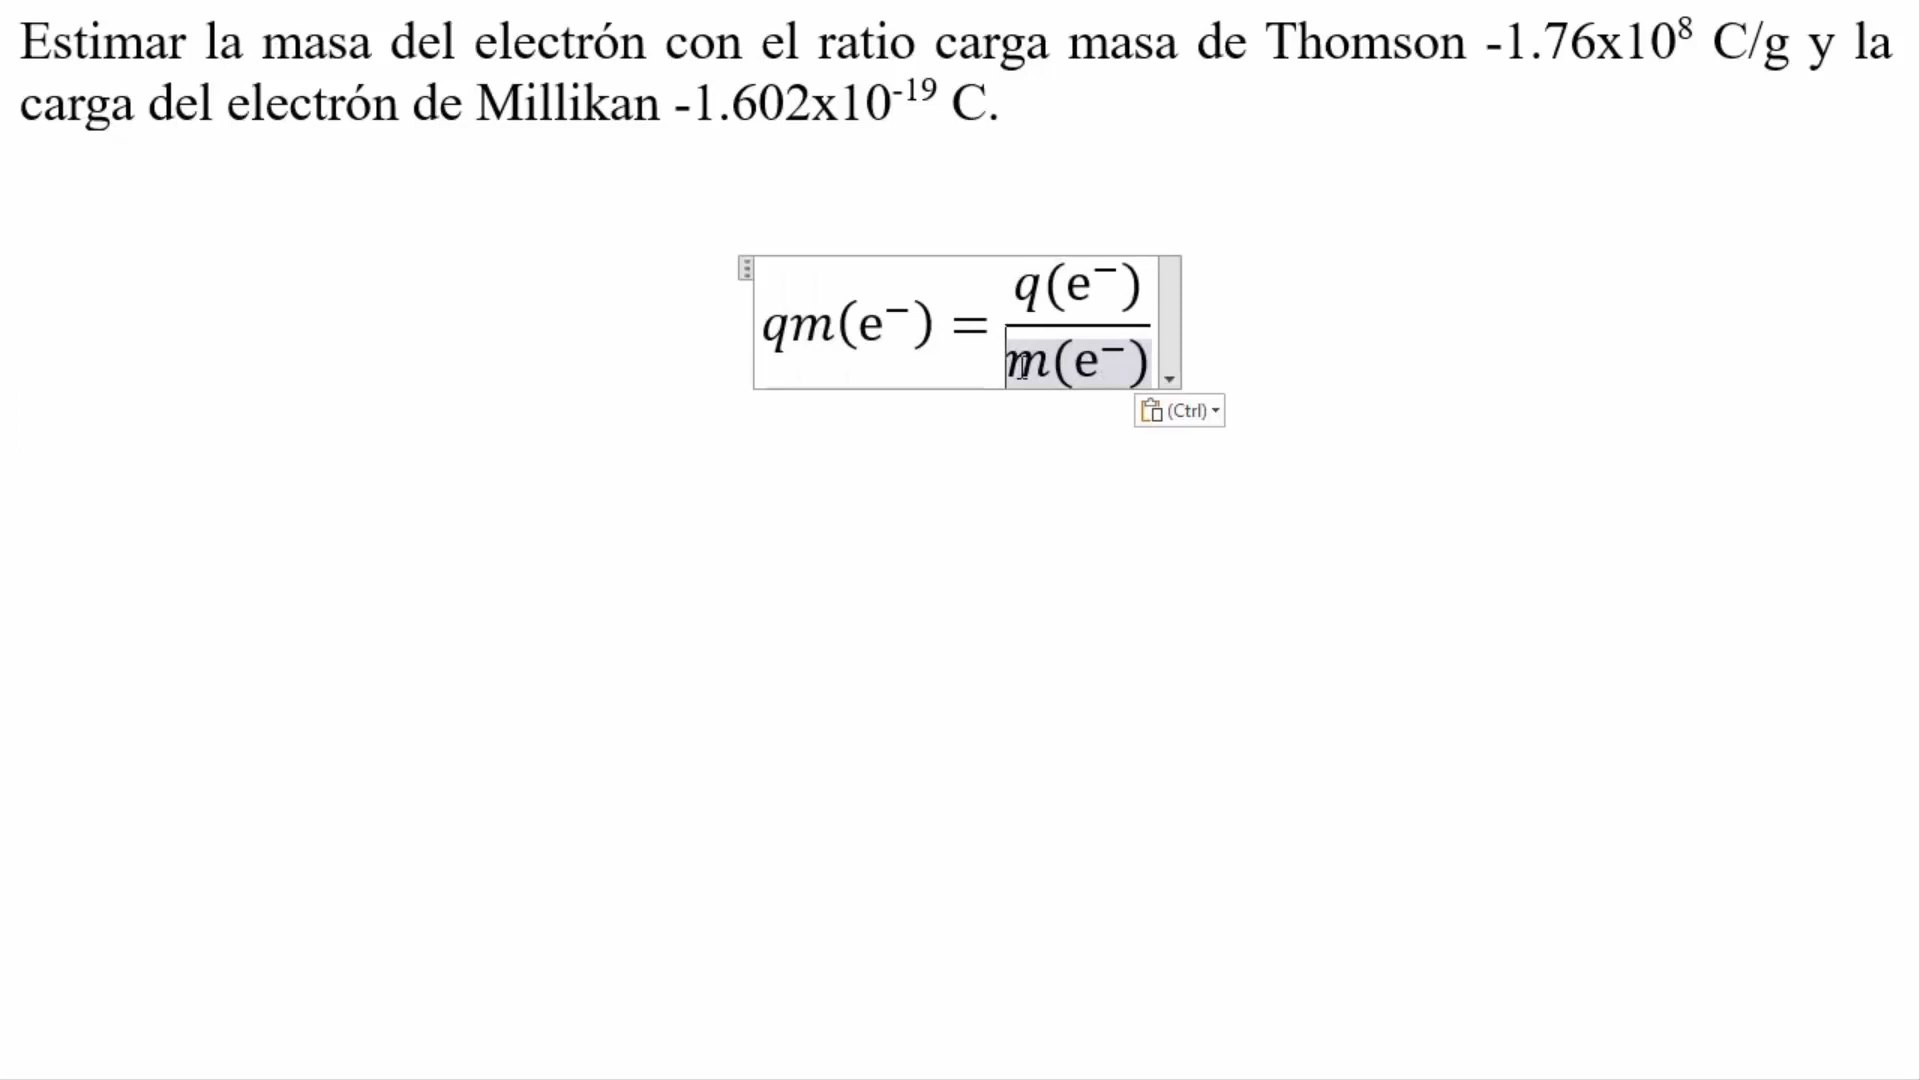 Estimar la masa del electrón con el ratio carga masa de Thomson -1.76x10⁸ C/g y la
carga del electrón de Millikan -1.602x10⁻¹⁹ C.
qm(e⁻) = q(e⁻)/m(e⁻)
(Ctrl)